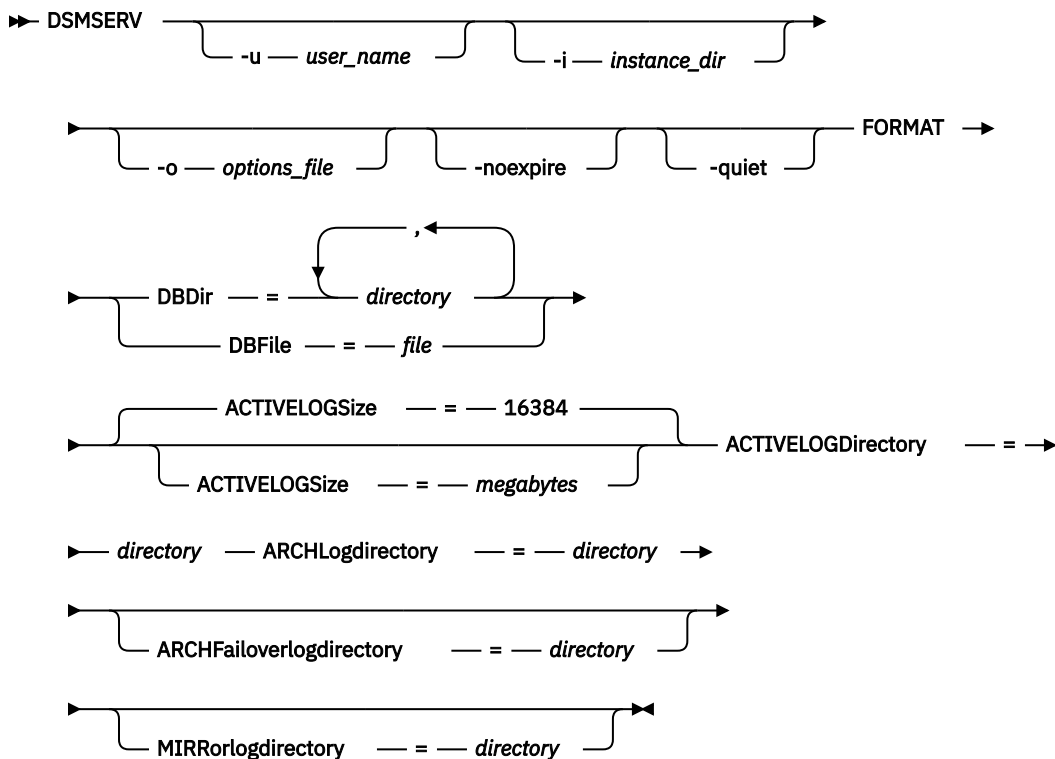 DSMSERV
-u user_name -i instance_dir
FORMAT
-o options_file -noexpire -quiet
,
DBDir = directory
DBFile = file
ACTIVELOGSize = 16384
ACTIVELOGDirectory =
ACTIVELOGSize = megabytes
directory ARCHLogdirectory = directory
ARCHFailoverlogdirectory = directory
MIRRorlogdirectory = directory